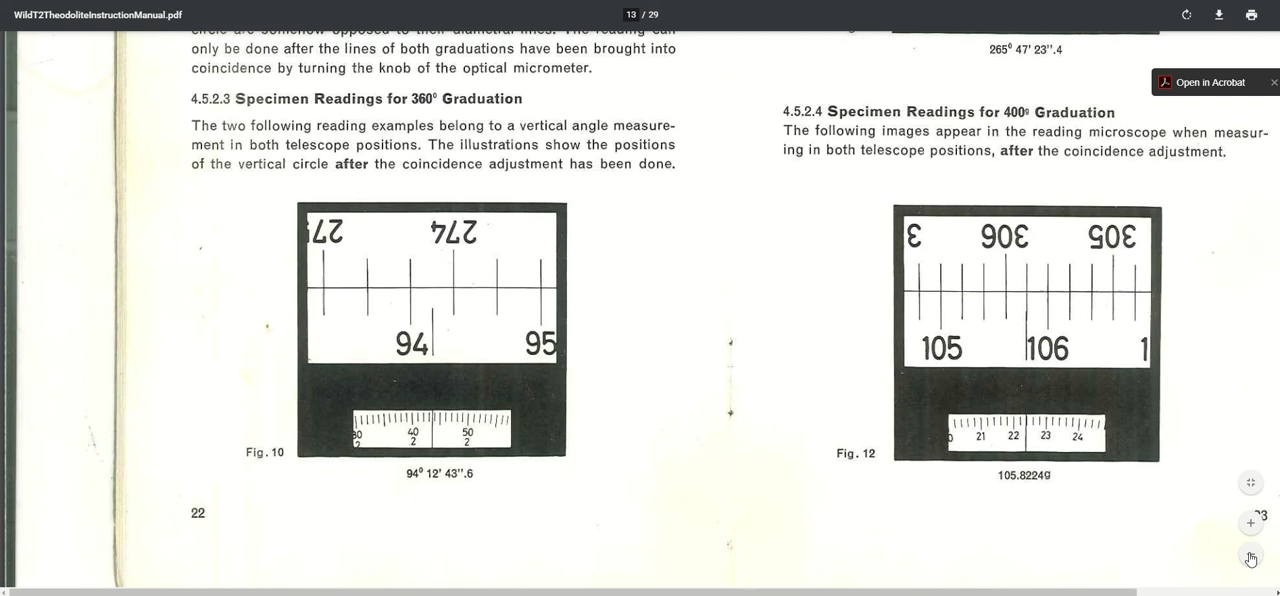 WildT2TheodoliteInstructionManual.pdf
13 / 29
only be done after the lines of both graduations have been brought into
coincidence by turning the knob of the optical micrometer.
4.5.2.3 Specimen Readings for 360⁰ Graduation
The two following reading examples belong to a vertical angle measure-
ment in both telescope positions. The illustrations show the positions
of the vertical circle after the coincidence adjustment has been done.
274
94 95
40 50
2 2
Fig. 10
94⁰ 12' 43''.6
22
265⁰ 47' 23''.4
Open in Acrobat
4.5.2.4 Specimen Readings for 400ᵍ Graduation
The following images appear in the reading microscope when measur-
ing in both telescope positions, after the coincidence adjustment.
306 305
105 106 1
21 22 23 24
Fig. 12
105.8224g